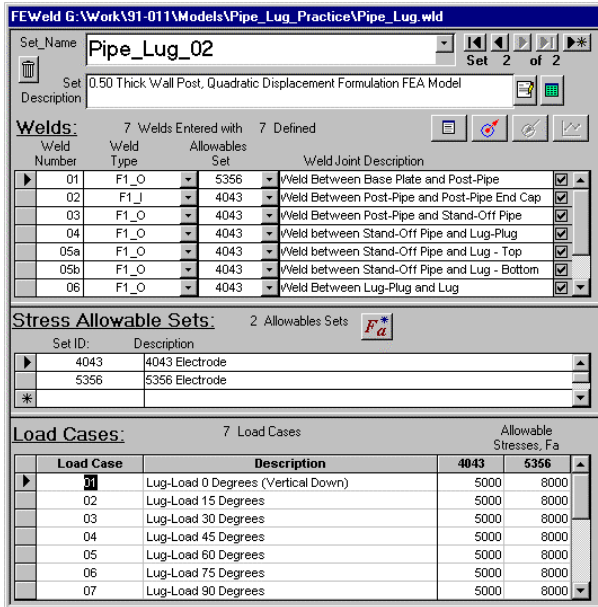 FEWeld G:\Work\91-011\Models\Pipe_Lug_Practice\Pipe_Lug.wld
Set_Name Pipe_Lug_02
Set 2 of 2
Set Description 0.50 Thick Wall Post, Quadratic Displacement Formulation FEA Model
Welds: 7 Welds Entered with 7 Defined
Weld Number Weld Type Allowables Set Weld Joint Description
01 F1_O 5356 Weld Between Base Plate and Post-Pipe
02 F1_I 4043 Weld Between Post-Pipe and Post-Pipe End Cap
03 F1_O 4043 Weld Between Post-Pipe and Stand-Off Pipe
04 F1_O 4043 Weld between Stand-Off Pipe and Lug-Plug
05a F1_O 4043 Weld between Stand-Off Pipe and Lug - Top
05b F1_O 4043 Weld between Stand-Off Pipe and Lug - Bottom
06 F1_O 4043 Weld Between Lug-Plug and Lug
Stress Allowable Sets: 2 Allowables Sets Fa*
Set ID: Description
4043 4043 Electrode
5356 5356 Electrode
Load Cases: 7 Load Cases Allowable Stresses, Fa
Load Case Description 4043 5356
01 Lug-Load 0 Degrees (Vertical Down) 5000 8000
02 Lug-Load 15 Degrees 5000 8000
03 Lug-Load 30 Degrees 5000 8000
04 Lug-Load 45 Degrees 5000 8000
05 Lug-Load 60 Degrees 5000 8000
06 Lug-Load 75 Degrees 5000 8000
07 Lug-Load 90 Degrees 5000 8000